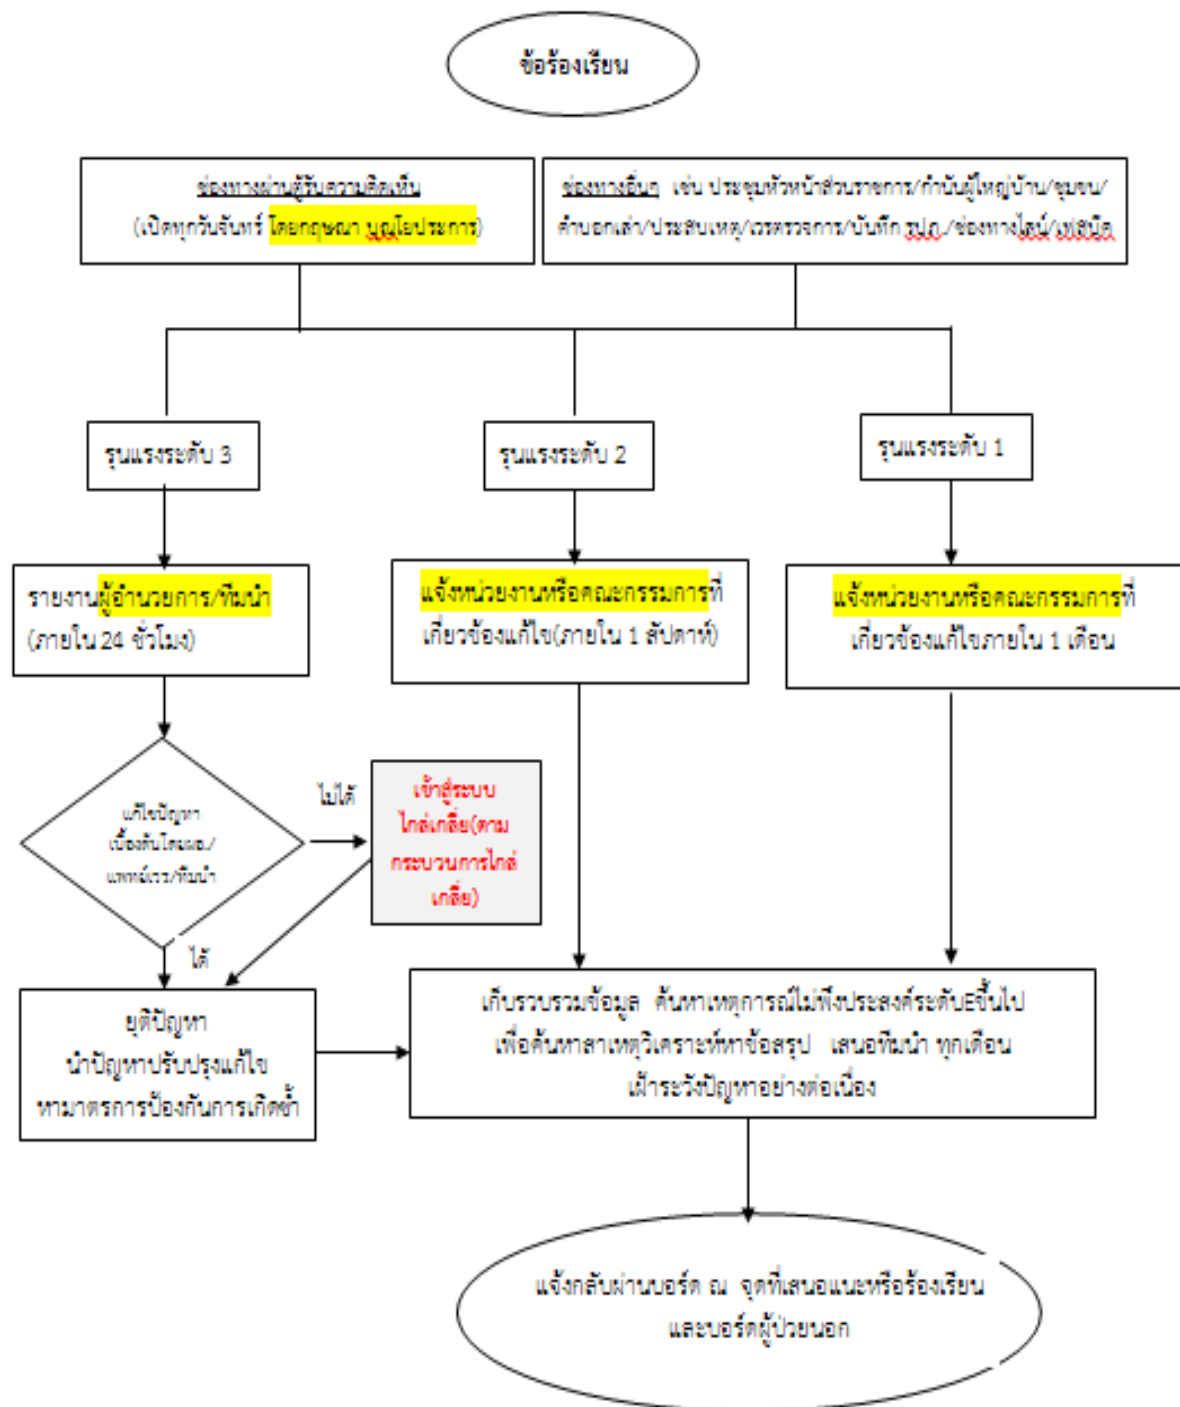 ข้อร้องเรียน
ช่องทางผ่านตู้รับความคิดเห็น
(เปิดทุกวันจันทร์ โดยกฤษณา บุญโยประการ)
ช่องทางอื่นๆ เช่น ประชุมหัวหน้าส่วนราชการ/กำนันผู้ใหญ่บ้าน/ชุมชน/
คำบอกเล่า/ประสบเหตุ/เวรตรวจการ/บันทึก รปภ./ช่องทางไลน์/เฟสบุ๊ค
รุนแรงระดับ 3
รุนแรงระดับ 2
รุนแรงระดับ 1
รายงานผู้อำนวยการ/ทีมนำ
(ภายใน 24 ชั่วโมง)
แจ้งหน่วยงานหรือคณะกรรมการที่
เกี่ยวข้องแก้ไข(ภายใน 1 สัปดาห์)
แจ้งหน่วยงานหรือคณะกรรมการที่
เกี่ยวข้องแก้ไขภายใน 1 เดือน
แก้ไขปัญหา
เบื้องต้นโดยผอ./
แพทย์เวร/ทีมนำ
ไม่ได้
เข้าสู่ระบบ
ไกล่เกลี่ย(ตาม
กระบวนการไกล่
เกลี่ย)
ได้
ยุติปัญหา
นำปัญหาปรับปรุงแก้ไข
หามาตรการป้องกันการเกิดซ้ำ
เก็บรวบรวมข้อมูล ค้นหาเหตุการณ์ไม่พึงประสงค์ระดับEขึ้นไป
เพื่อค้นหาสาเหตุวิเคราะห์หาข้อสรุป เสนอทีมนำ ทุกเดือน
เฝ้าระวังปัญหาอย่างต่อเนื่อง
แจ้งกลับผ่านบอร์ด ณ จุดที่เสนอแนะหรือร้องเรียน
และบอร์ดผู้ป่วยนอก